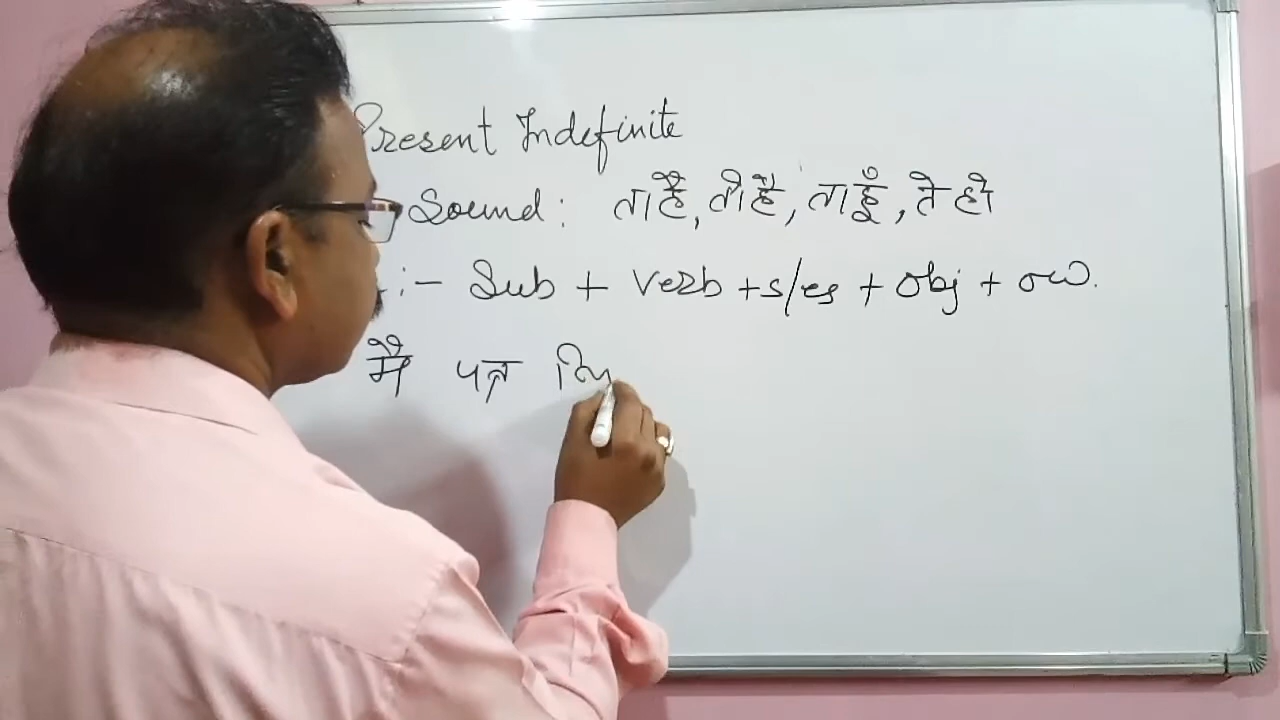 Present Indefinite
Sound: ता है, ती है, ता हूँ, ते हो
:- Sub + verb + s/es + obj + ow.
मैं पत्र